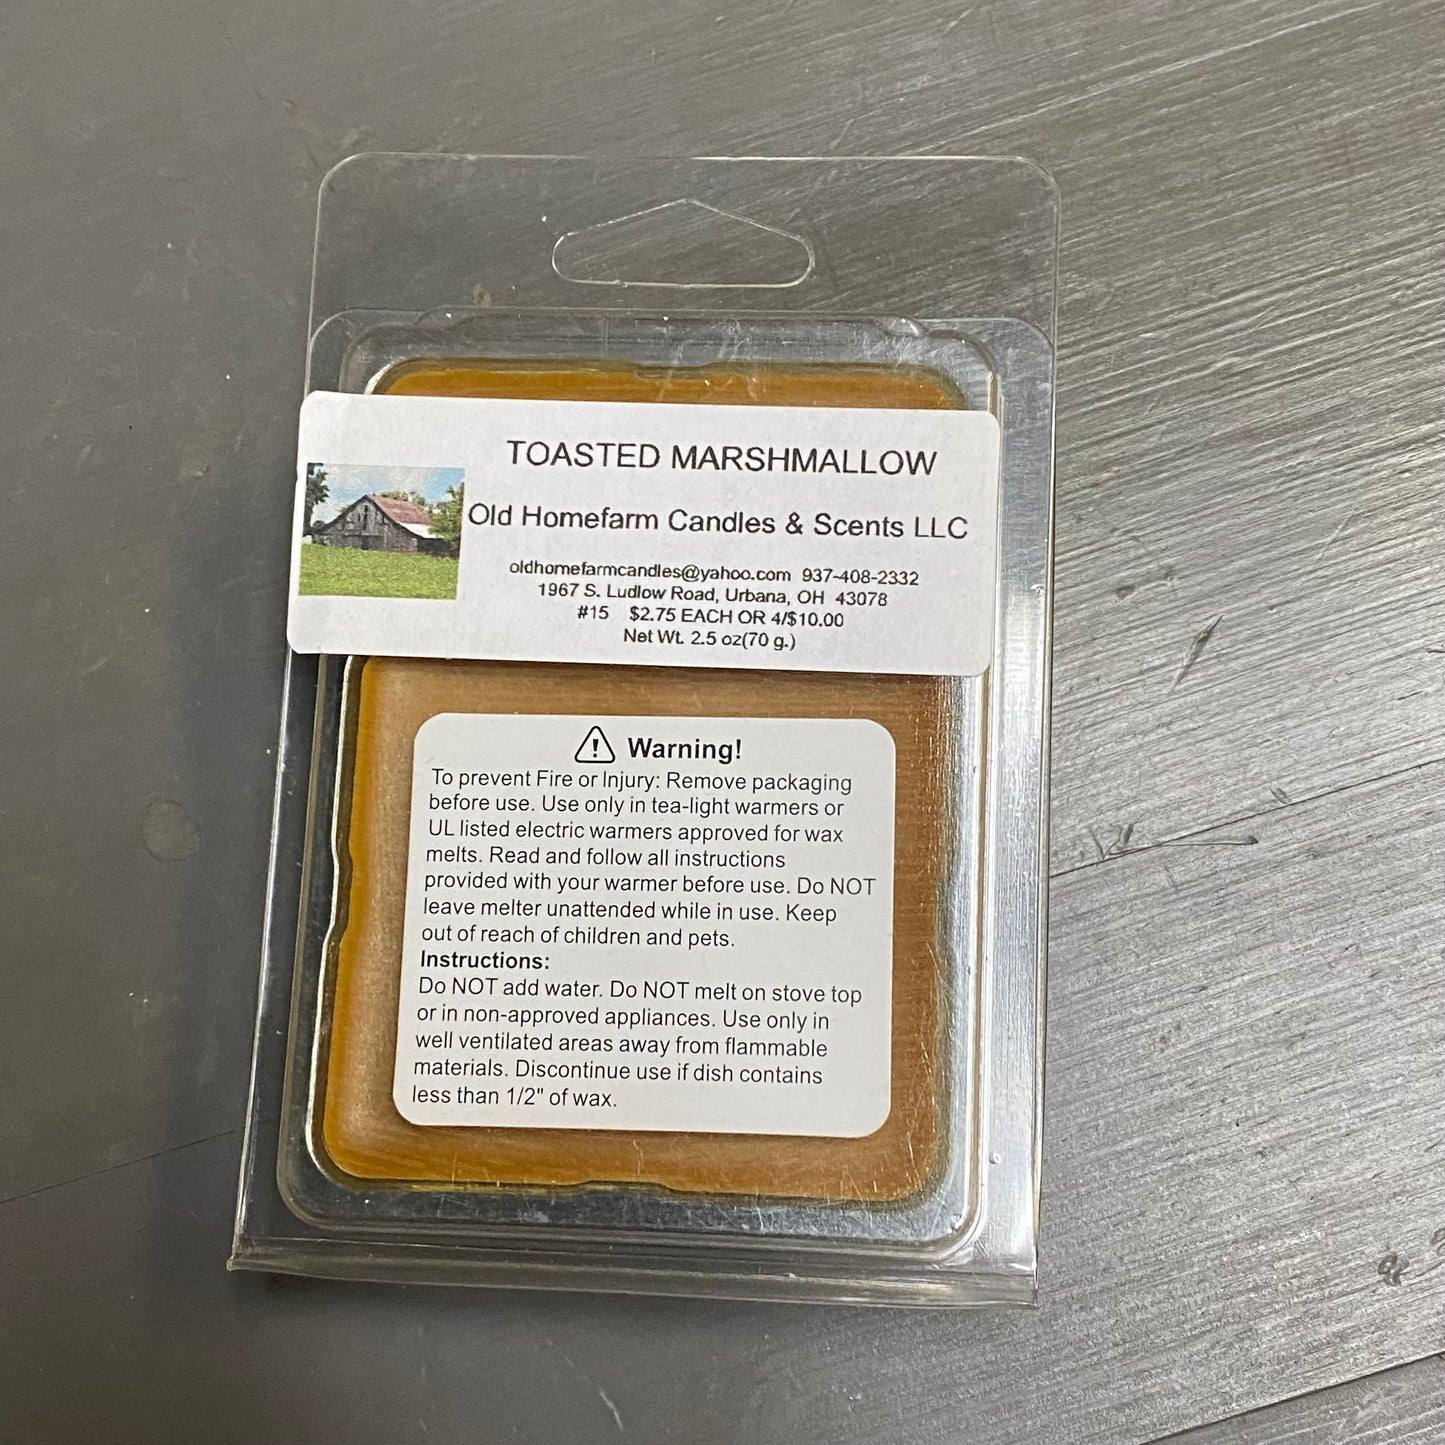 TOASTED MARSHMALLOW
Old Homefarm Candles & Scents LLC
oldhomefarmcandles@yahoo.com 937-408-2332
1967 S. Ludlow Road, Urbana, OH 43078
#15 $2.75 EACH OR 4/$10.00
Net Wt. 2.5 oz(70 g.)
Warning!
To prevent Fire or Injury: Remove packaging
before use. Use only in tea-light warmers or
UL listed electric warmers approved for wax
melts. Read and follow all instructions
provided with your warmer before use. Do NOT
leave melter unattended while in use. Keep
out of reach of children and pets.
Instructions:
Do NOT add water. Do NOT melt on stove top
or in non-approved appliances. Use only in
well ventilated areas away from flammable
materials. Discontinue use if dish contains
less than 1/2" of wax.